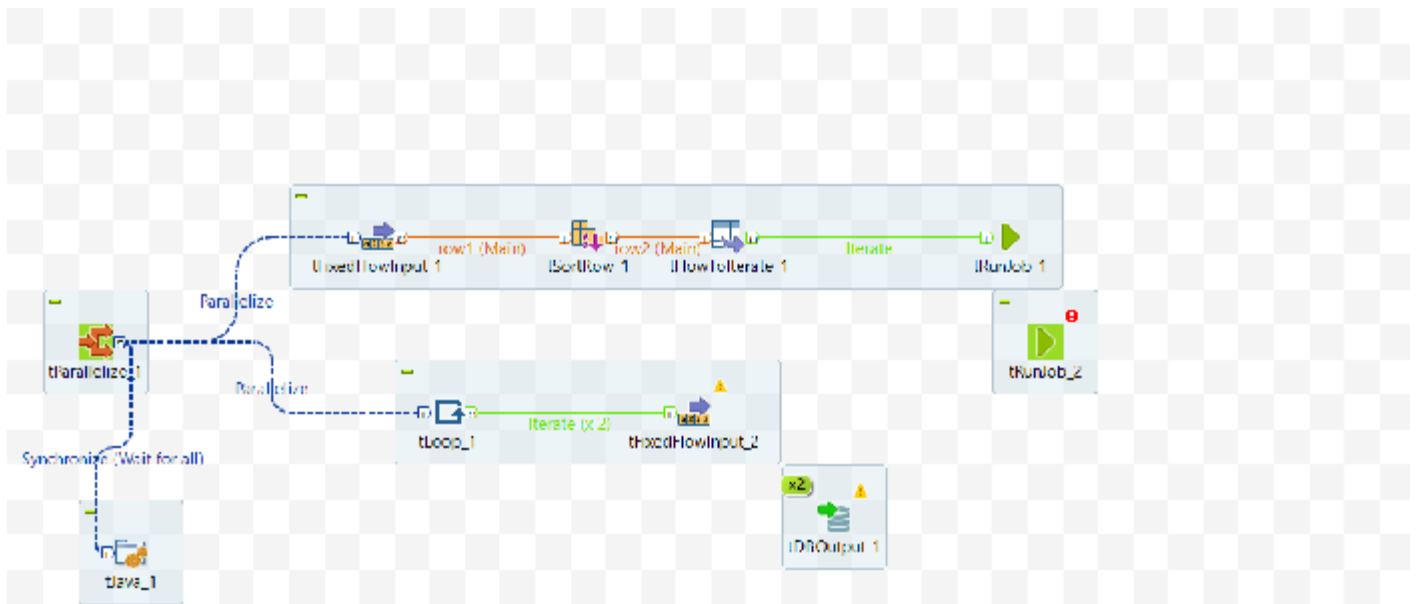 row1 (Main)
row2 (Main)
Iterate
tFixedFlowInput_1
tSortRow_1
tFlowToIterate_1
tRunJob_1
Parallelize
tParallelize_1
tRunJob_2
Parallelize
Iterate (x 2)
tLoop_1
tFixedFlowInput_2
Synchronize (Wait for all)
x2
tDBOutput_1
tJava_1